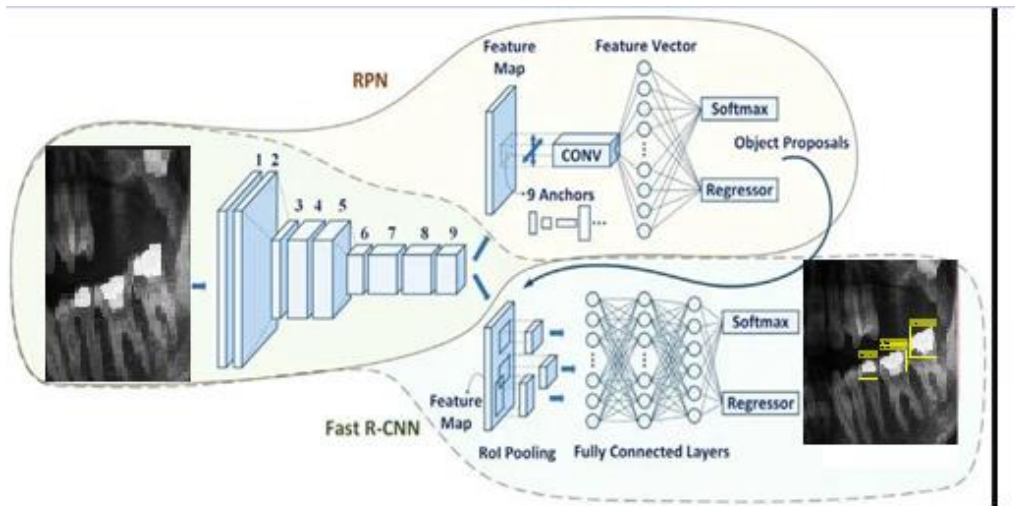 RPN
Feature
Map
Feature Vector
CONV
Softmax
Regressor
Object Proposals
9 Anchors
1 2
3 4 5
6 7 8 9
Fast R-CNN
Feature
Map
RoI Pooling
Fully Connected Layers
Softmax
Regressor